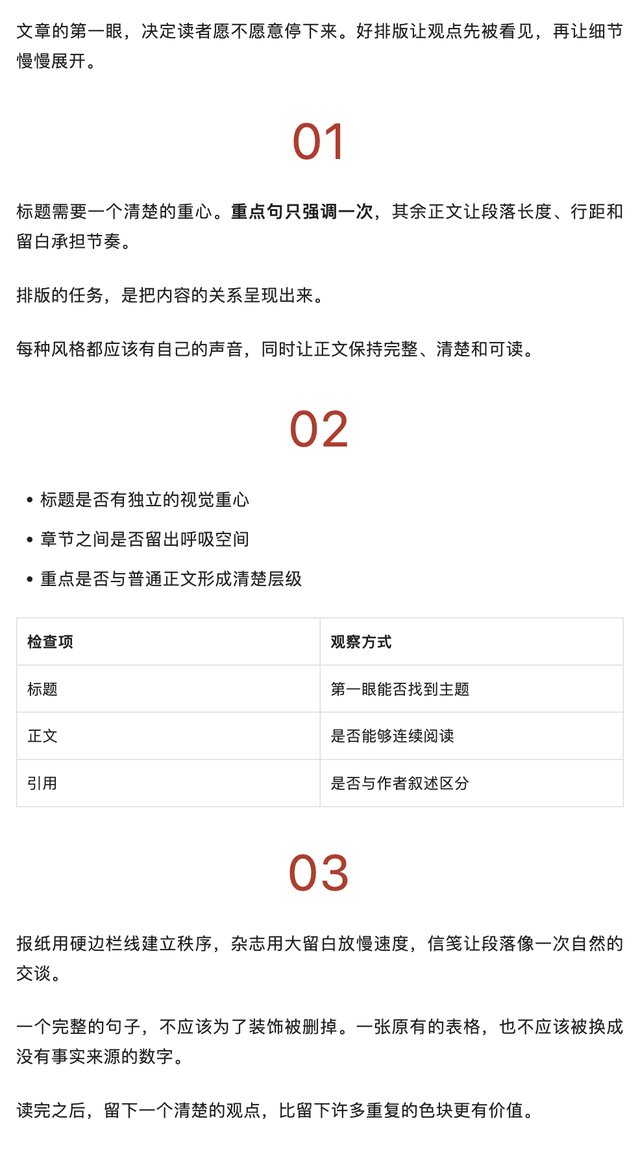 文章的第一眼，决定读者愿不愿意停下来。好排版让观点先被看见，再让细节
慢慢展开。
01
标题需要一个清楚的重心。重点句只强调一次，其余正文让段落长度、行距和
留白承担节奏。
排版的任务，是把内容的关系呈现出来。
每种风格都应该有自己的声音，同时让正文保持完整、清楚和可读。
02
• 标题是否有独立的视觉重心
• 章节之间是否留出呼吸空间
• 重点是否与普通正文形成清楚层级
检查项 观察方式
标题 第一眼能否找到主题
正文 是否能够连续阅读
引用 是否与作者叙述区分
03
报纸用硬边栏线建立秩序，杂志用大留白放慢速度，信笺让段落像一次自然的
交谈。
一个完整的句子，不应该为了装饰被删掉。一张原有的表格，也不应该被换成
没有事实来源的数字。
读完之后，留下一个清楚的观点，比留下许多重复的色块更有价值。